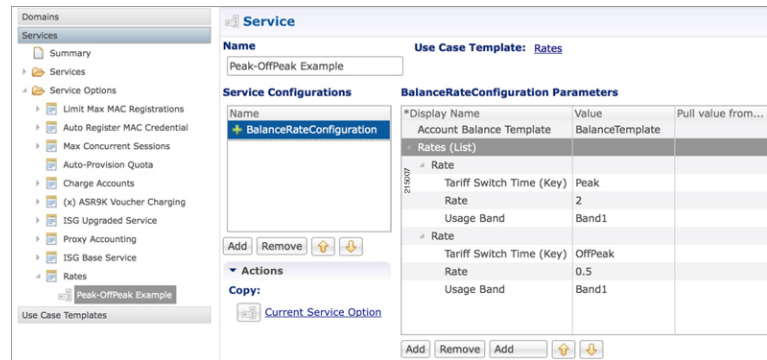 Domains
Services
Summary
Services
Service Options
Limit Max MAC Registrations
Auto Register MAC Credential
Max Concurrent Sessions
Auto-Provision Quota
Charge Accounts
(x) ASR9K Voucher Charging
ISG Upgraded Service
Proxy Accounting
ISG Base Service
Rates
Peak-OffPeak Example
Use Case Templates
Service
Name
Use Case Template: Rates
Peak-OffPeak Example
Service Configurations
Name
BalanceRateConfiguration
Add Remove
Actions
Copy:
Current Service Option
BalanceRateConfiguration Parameters
*Display Name Value Pull value from...
Account Balance Template BalanceTemplate
Rates (List)
Rate
Tariff Switch Time (Key) Peak
Rate 2
Usage Band Band1
Rate
Tariff Switch Time (Key) OffPeak
Rate 0.5
Usage Band Band1
Add Remove Add